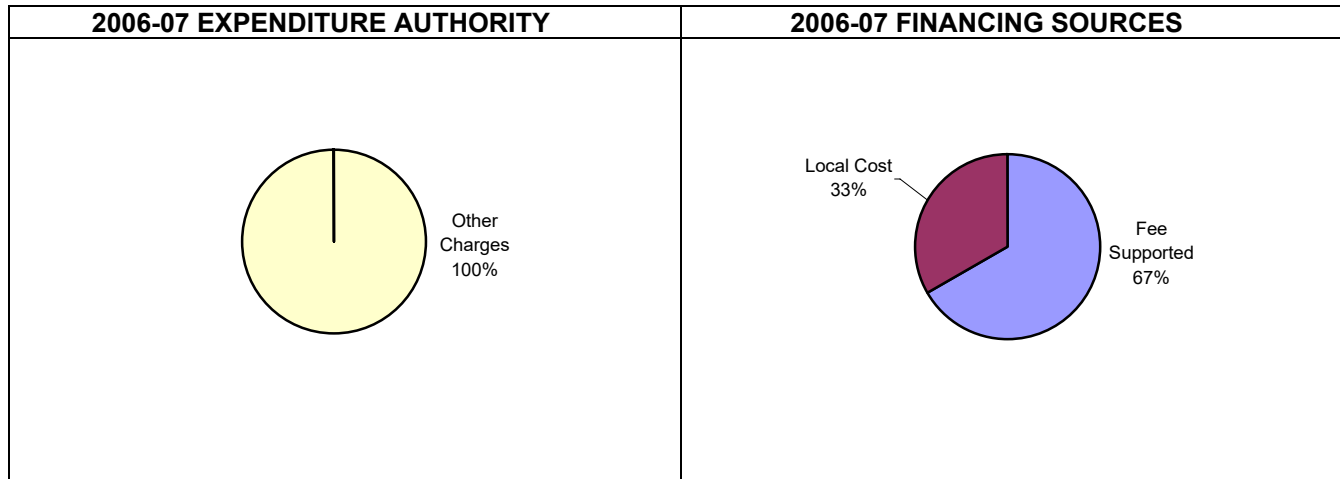 2006-07 EXPENDITURE AUTHORITY
Other
Charges
100%
2006-07 FINANCING SOURCES
Local Cost
33%
Fee
Supported
67%